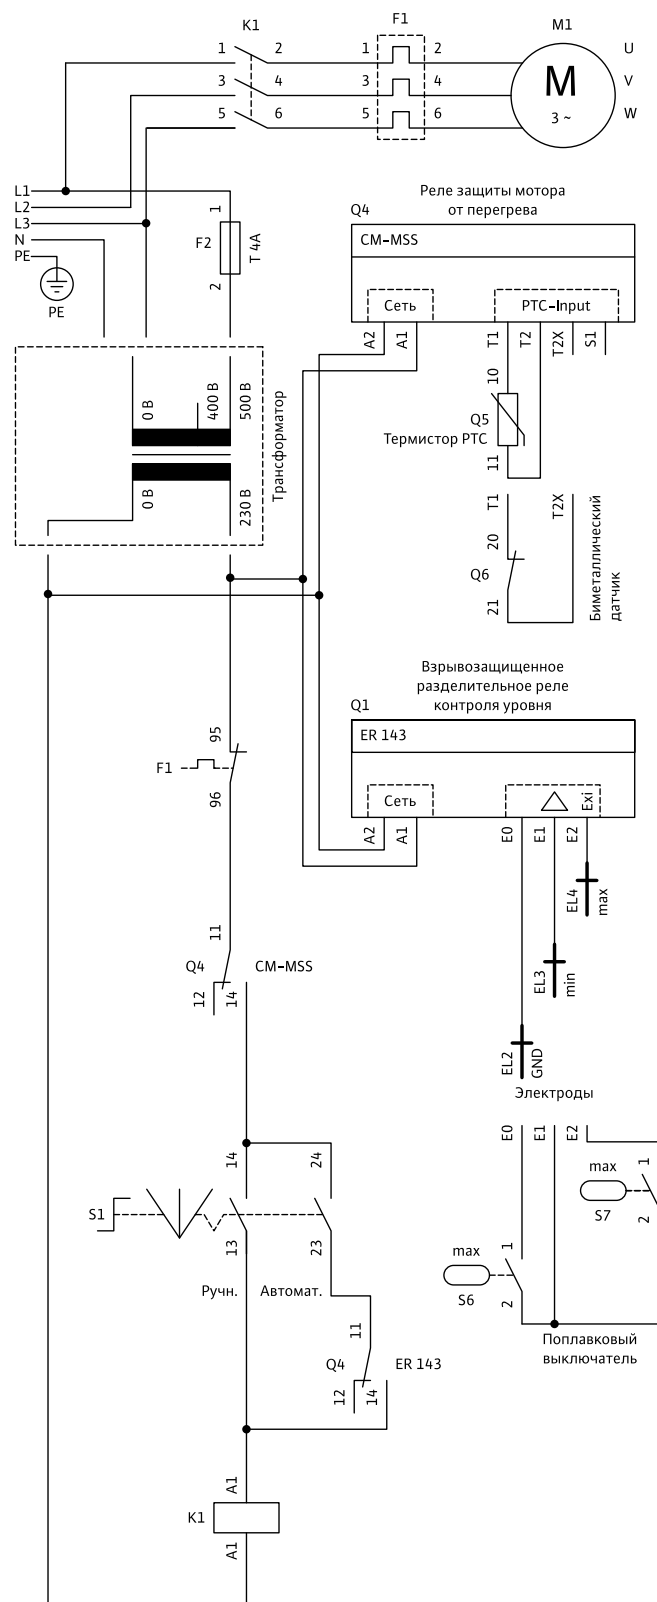 K1
F1
M1
1 2 1 2 U
3 4 3 4 M V
5 6 5 6 3 ~ W
L1
L2
L3
N
PE
PE
1
F2
T 4A
2
Реле защиты мотора
от перегрева
Q4
CM-MSS
Сеть
PTC-Input
A2 A1 T1 T2 T2X S1
10
Q5
Термистор PTC
11
0 В 400 В 500 В
Трансформатор
0 В 230 В
T1 T2X
20
Q6
21
Биметаллический
датчик
Взрывозащищенное
разделительное реле
контроля уровня
Q1
ER 143
Сеть
Exi
A2 A1 E0 E1 E2
95
F1
96
EL4 max
EL3 min
EL2 GND
Электроды
11
Q4 CM-MSS
12 14
E0 E1 E2
14 24
S1
13 23
Ручн. Автомат.
max 1
S7 2
max 1
S6 2
Поплавковый
выключатель
11
Q4 ER 143
12 14
A1
K1
A1